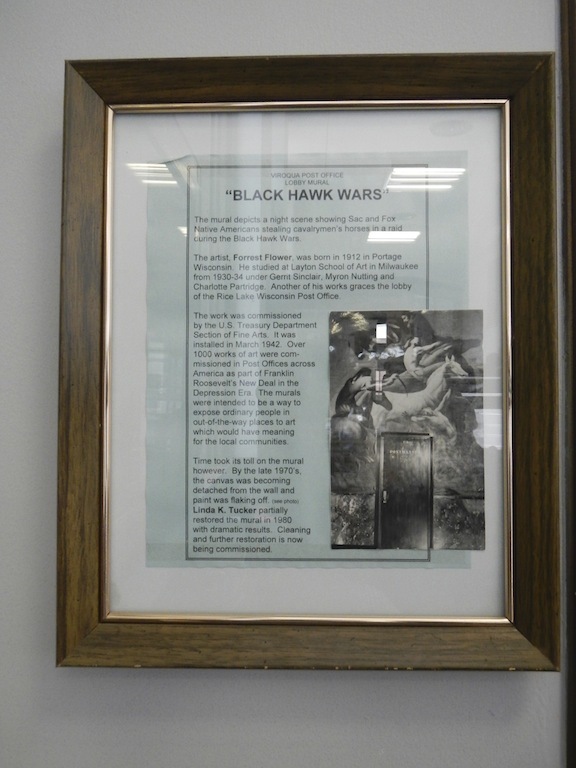 VIROQUA POST OFFICE
LOBBY MURAL
"BLACK HAWK WARS"
The mural depicts a night scene showing Sac and Fox
Native Americans stealing cavalrymen's horses in a raid
during the Black Hawk Wars.
The artist, Forrest Flower, was born in 1912 in Portage
Wisconsin. He studied at Layton School of Art in Milwaukee
from 1930-34 under Gerrit Sinclair, Myron Nutting and
Charlotte Partridge. Another of his works graces the lobby
of the Rice Lake Wisconsin Post Office.
The work was commissioned
by the U.S. Treasury Department
Section of Fine Arts. It was
installed in March 1942. Over
1000 works of art were com-
missioned in Post Offices across
America as part of Franklin
Roosevelt's New Deal in the
Depression Era. The murals
were intended to be a way to
expose ordinary people in
out-of-the-way places to art
which would have meaning
for the local communities.
Time took its toll on the mural
however. By the late 1970's,
the canvas was becoming
detached from the wall and
paint was flaking off. (see photo)
Linda K. Tucker partially
restored the mural in 1980
with dramatic results. Cleaning
and further restoration is now
being commissioned.
POSTMASTER